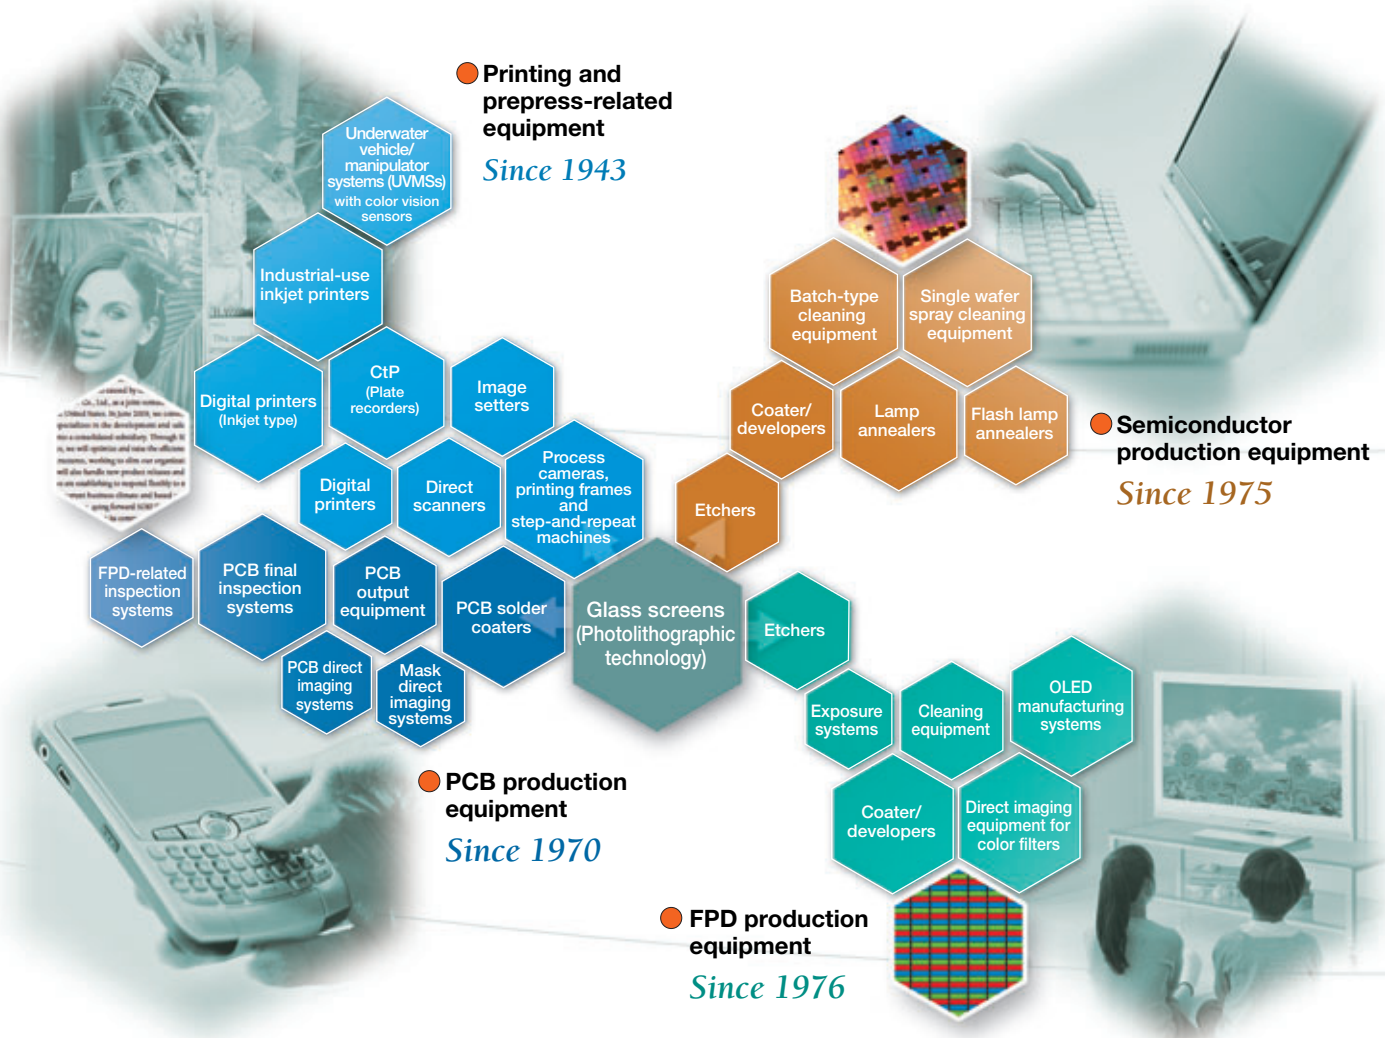 Printing and
prepress-related
equipment
Since 1943
Underwater
vehicle/
manipulator
systems (UVMSs)
with color vision
sensors
Industrial-use
inkjet printers
Digital printers
(Inkjet type)
CtP
(Plate
recorders)
Image
setters
Digital
printers
Direct
scanners
Process
cameras,
printing frames
and
step-and-repeat
machines
Batch-type
cleaning
equipment
Single wafer
spray cleaning
equipment
Coater/
developers
Lamp
annealers
Flash lamp
annealers
Etchers
Semiconductor
production equipment
Since 1975
FPD-related
inspection
systems
PCB final
inspection
systems
PCB
output
equipment
PCB solder
coaters
PCB direct
imaging
systems
Mask
direct
imaging
systems
Glass screens
(Photolithographic
technology)
Etchers
Exposure
systems
Cleaning
equipment
OLED
manufacturing
systems
Coater/
developers
Direct imaging
equipment for
color filters
PCB production
equipment
Since 1970
FPD production
equipment
Since 1976